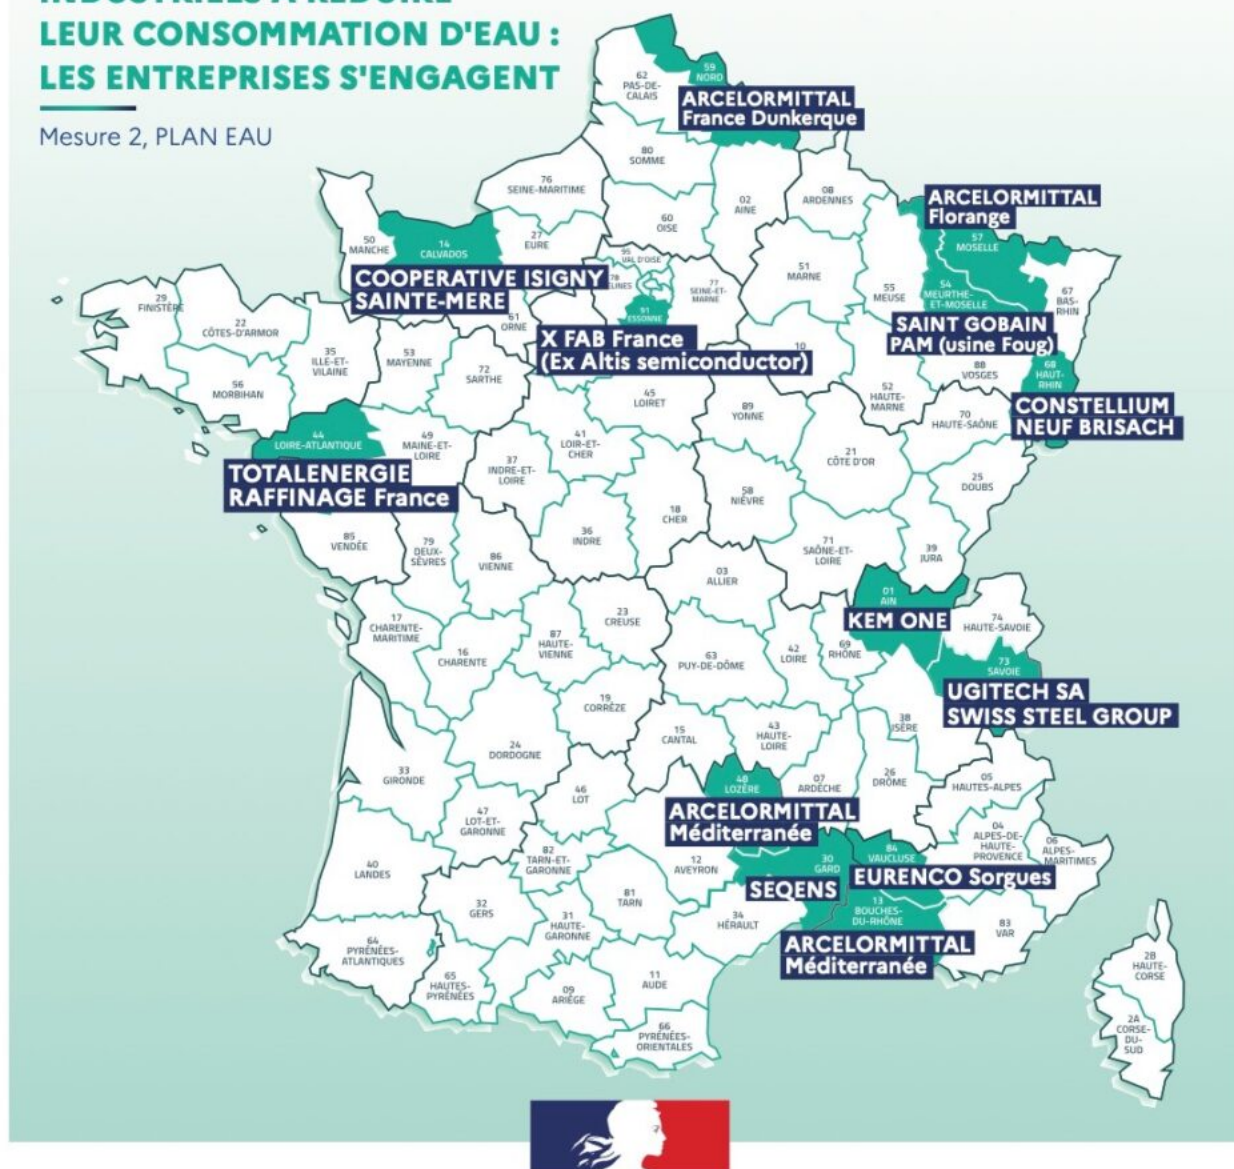 INDUSTRIELS À RÉDUIRE
LEUR CONSOMMATION D'EAU :
LES ENTREPRISES S'ENGAGENT
Mesure 2, PLAN EAU
59
NORD
62
PAS-DE-
CALAIS
ARCELORMITTAL
France Dunkerque
80
SOMME
76
SEINE-MARITIME
02
AINE
08
ARDENNES
60
OISE
27
EURE
50
MANCHE
14
CALVADOS
ARCELORMITTAL
Florange
57
MOSELLE
95
VAL D'OISE
78
ELINES
77
SEINE-ET-
MARNE
51
MARNE
55
MEUSE
54
MEURTHE-
ET-MOSELLE
67
BAS-
RHIN
COOPERATIVE ISIGNY
SAINTE-MERE
61
ORNE
91
ESSONNE
X FAB France
(Ex Altis semiconductor)
SAINT GOBAIN
PAM (usine Foug)
10
88
VOSGES
68
HAUT-
RHIN
29
FINISTÈRE
22
CÔTES-D'ARMOR
35
ILLE-ET-
VILAINE
53
MAYENNE
72
SARTHE
56
MORBIHAN
45
LOIRET
89
YONNE
52
HAUTE-
MARNE
70
HAUTE-SAÔNE
CONSTELLIUM
NEUF BRISACH
44
LOIRE-ATLANTIQUE
49
MAINE-ET-
LOIRE
41
LOIR-ET-
CHER
37
INDRE-ET-
LOIRE
21
CÔTE D'OR
25
DOUBS
TOTALENERGIE
RAFFINAGE France
58
NIÈVRE
18
CHER
36
INDRE
85
VENDÉE
79
DEUX-
SÈVRES
86
VIENNE
71
SAÔNE-ET-
LOIRE
39
JURA
03
ALLIER
01
AIN
KEM ONE
74
HAUTE-SAVOIE
17
CHARENTE-
MARITIME
16
CHARENTE
87
HAUTE-
VIENNE
23
CREUSE
63
PUY-DE-DÔME
42
LOIRE
69
RHÔNE
73
SAVOIE
UGITECH SA
SWISS STEEL GROUP
19
CORRÈZE
24
DORDOGNE
15
CANTAL
43
HAUTE-
LOIRE
38
ISÈRE
33
GIRONDE
46
LOT
48
LOZÈRE
07
ARDÈCHE
26
DRÔME
05
HAUTES-ALPES
ARCELORMITTAL
Méditerranée
47
LOT-ET-
GARONNE
82
TARN-ET-
GARONNE
12
AVEYRON
04
ALPES-DE-
HAUTE-
PROVENCE
06
ALPES-
MARITIMES
40
LANDES
30
GARD
84
VAUCLUSE
EURENCO Sorgues
SEQENS
32
GERS
81
TARN
31
HAUTE-
GARONNE
34
HÉRAULT
13
BOUCHES-
DU-RHÔNE
83
VAR
64
PYRÉNÉES-
ATLANTIQUES
ARCELORMITTAL
Méditerranée
65
HAUTES-
PYRÉNÉES
09
ARIÈGE
11
AUDE
66
PYRÉNÉES-
ORIENTALES
2B
HAUTE-
CORSE
2A
CORSE-
DU-
SUD